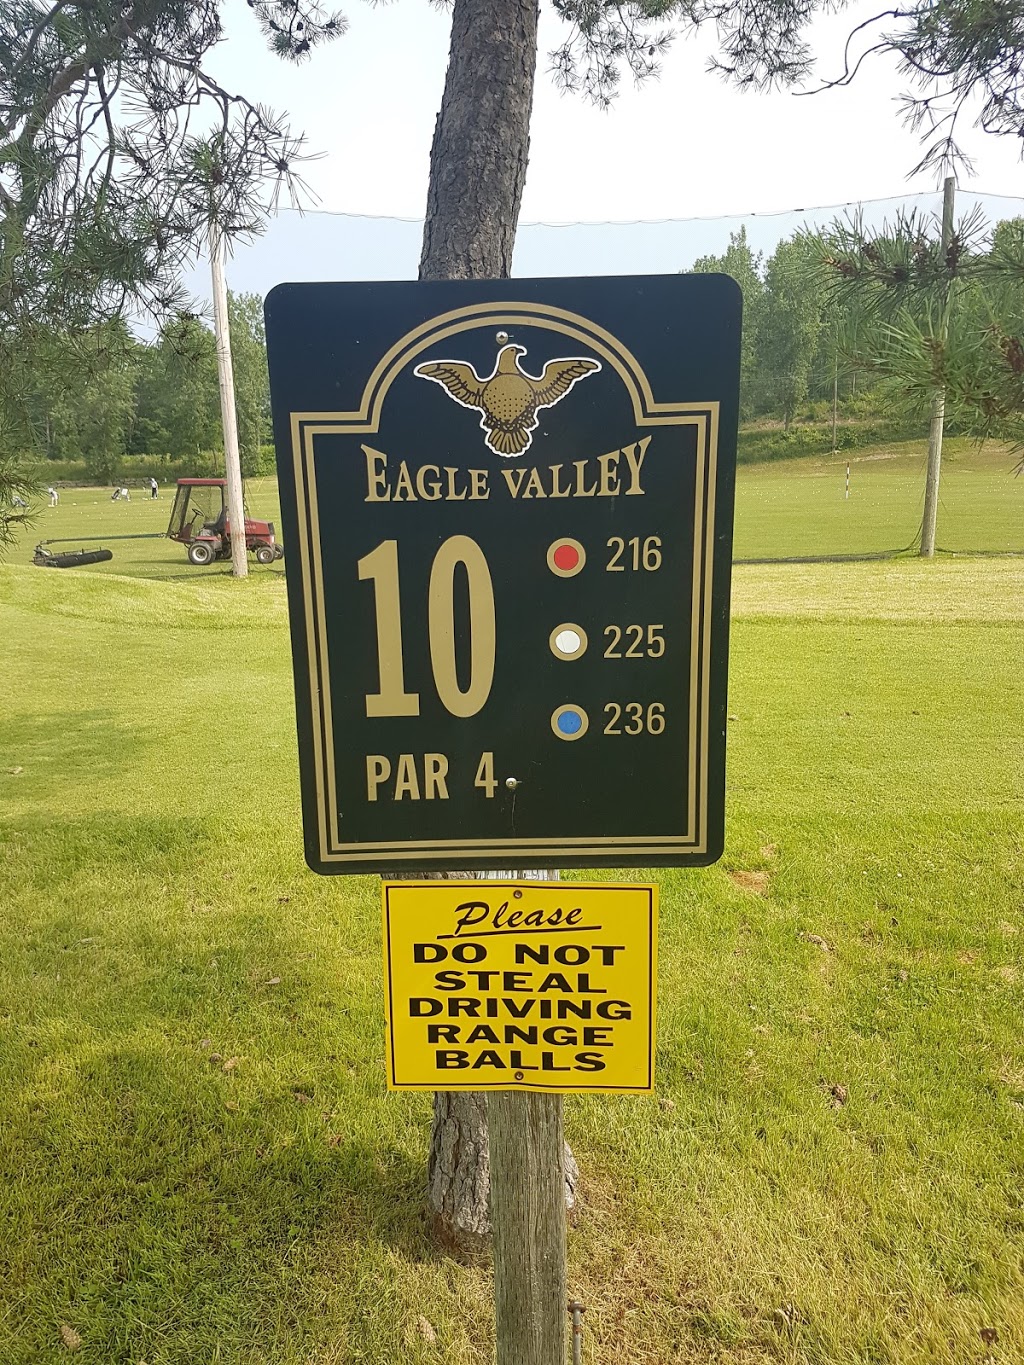 EAGLE VALLEY
10
216
225
236
PAR 4
Please
DO NOT
STEAL
DRIVING
RANGE
BALLS